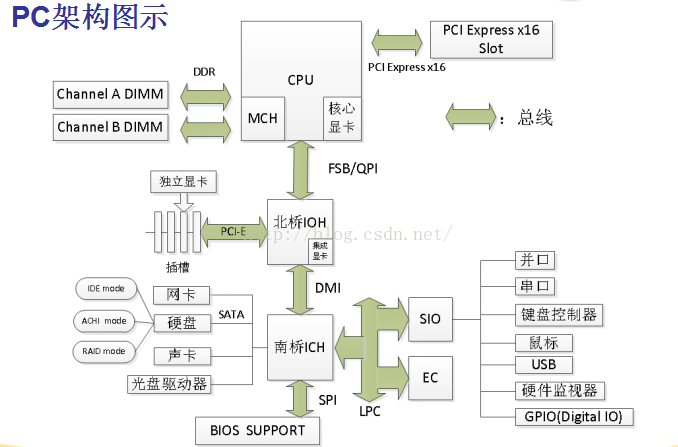 PC架构图示
PCI Express x16
Slot
CPU
PCI Express x16
DDR
Channel A DIMM
Channel B DIMM
MCH
核心
显卡
：总线
FSB/QPI
独立显卡
北桥IOH
PCI-E
集成
显卡
http://blog.csdn.net/
插槽
DMI
IDE mode
ACHI mode
RAID mode
网卡
硬盘
SATA
声卡
光盘驱动器
南桥ICH
SIO
EC
LPC
SPI
BIOS SUPPORT
并口
串口
键盘控制器
鼠标
USB
硬件监视器
GPIO(Digital IO)